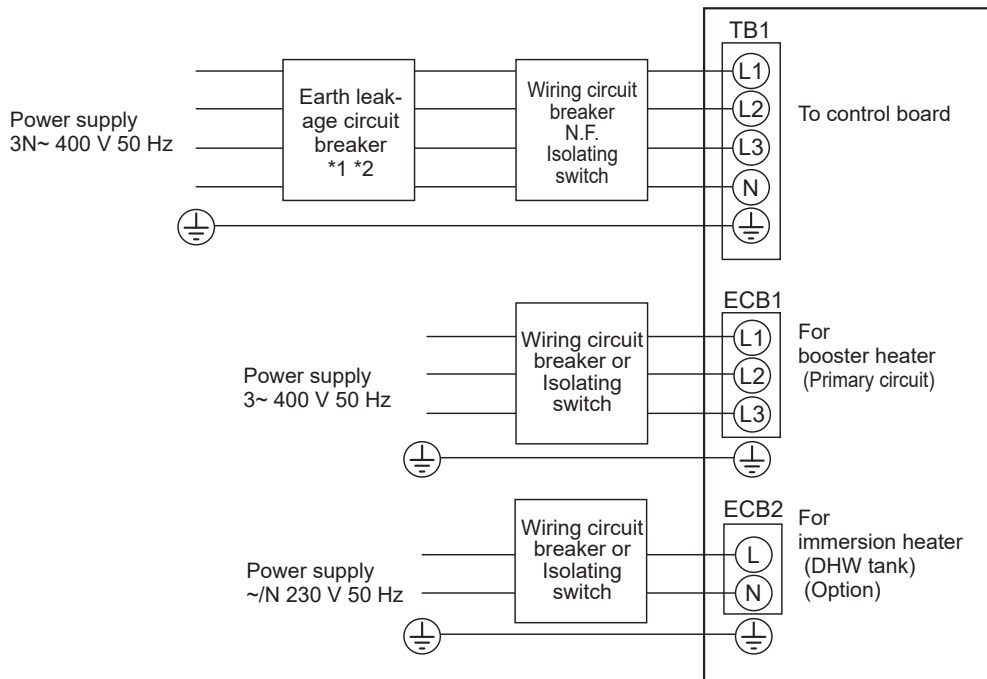 TB1
Power supply
3N~ 400 V 50 Hz
Earth leak-
age circuit
breaker
*1 *2
Wiring circuit
breaker
N.F.
Isolating
switch
L1
L2
L3
N
To control board
ECB1
Power supply
3~ 400 V 50 Hz
Wiring circuit
breaker or
Isolating
switch
L1
L2
L3
For
booster heater
(Primary circuit)
ECB2
Power supply
~/N 230 V 50 Hz
Wiring circuit
breaker or
Isolating
switch
L
N
For
immersion heater
(DHW tank)
(Option)